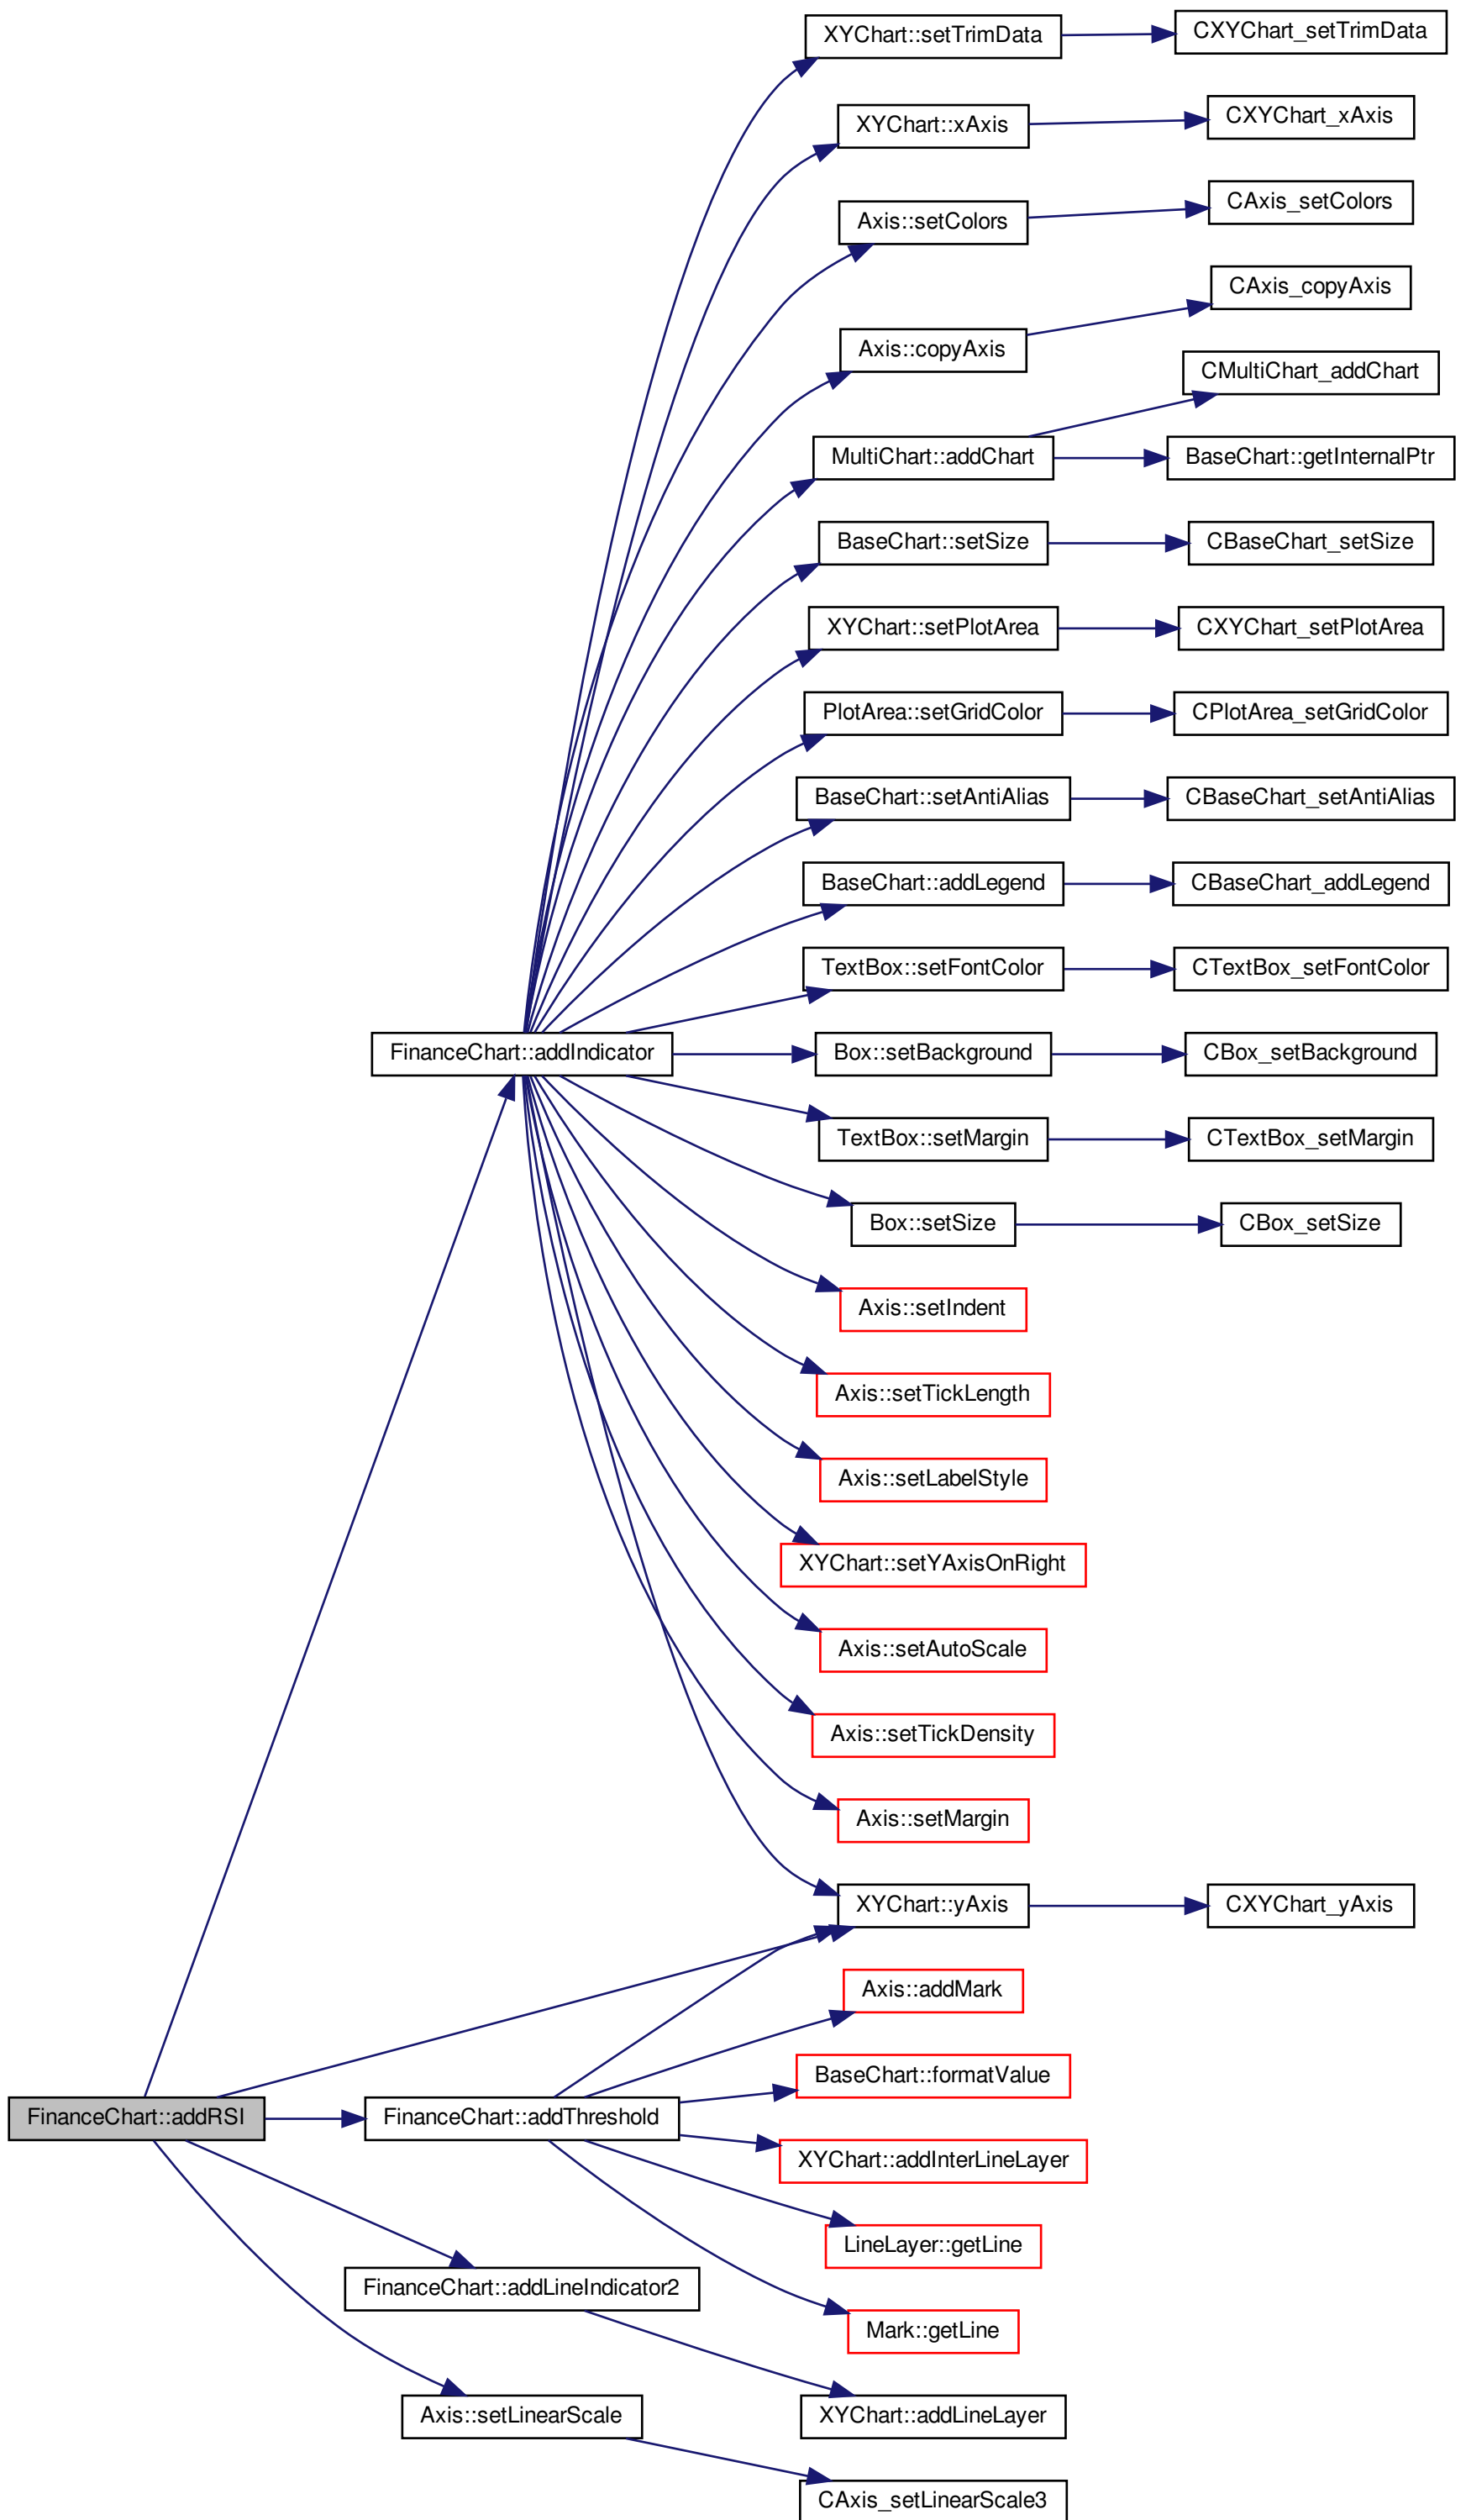 XYChart::setTrimData
CXYChart_setTrimData
XYChart::xAxis
CXYChart_xAxis
Axis::setColors
CAxis_setColors
Axis::copyAxis
CAxis_copyAxis
CMultiChart_addChart
MultiChart::addChart
BaseChart::getInternalPtr
BaseChart::setSize
CBaseChart_setSize
XYChart::setPlotArea
CXYChart_setPlotArea
PlotArea::setGridColor
CPlotArea_setGridColor
BaseChart::setAntiAlias
CBaseChart_setAntiAlias
BaseChart::addLegend
CBaseChart_addLegend
TextBox::setFontColor
CTextBox_setFontColor
FinanceChart::addIndicator
Box::setBackground
CBox_setBackground
TextBox::setMargin
CTextBox_setMargin
Box::setSize
CBox_setSize
Axis::setIndent
Axis::setTickLength
Axis::setLabelStyle
XYChart::setYAxisOnRight
Axis::setAutoScale
Axis::setTickDensity
Axis::setMargin
XYChart::yAxis
CXYChart_yAxis
Axis::addMark
BaseChart::formatValue
FinanceChart::addRSI
FinanceChart::addThreshold
XYChart::addInterLineLayer
LineLayer::getLine
FinanceChart::addLineIndicator2
Mark::getLine
Axis::setLinearScale
XYChart::addLineLayer
CAxis_setLinearScale3